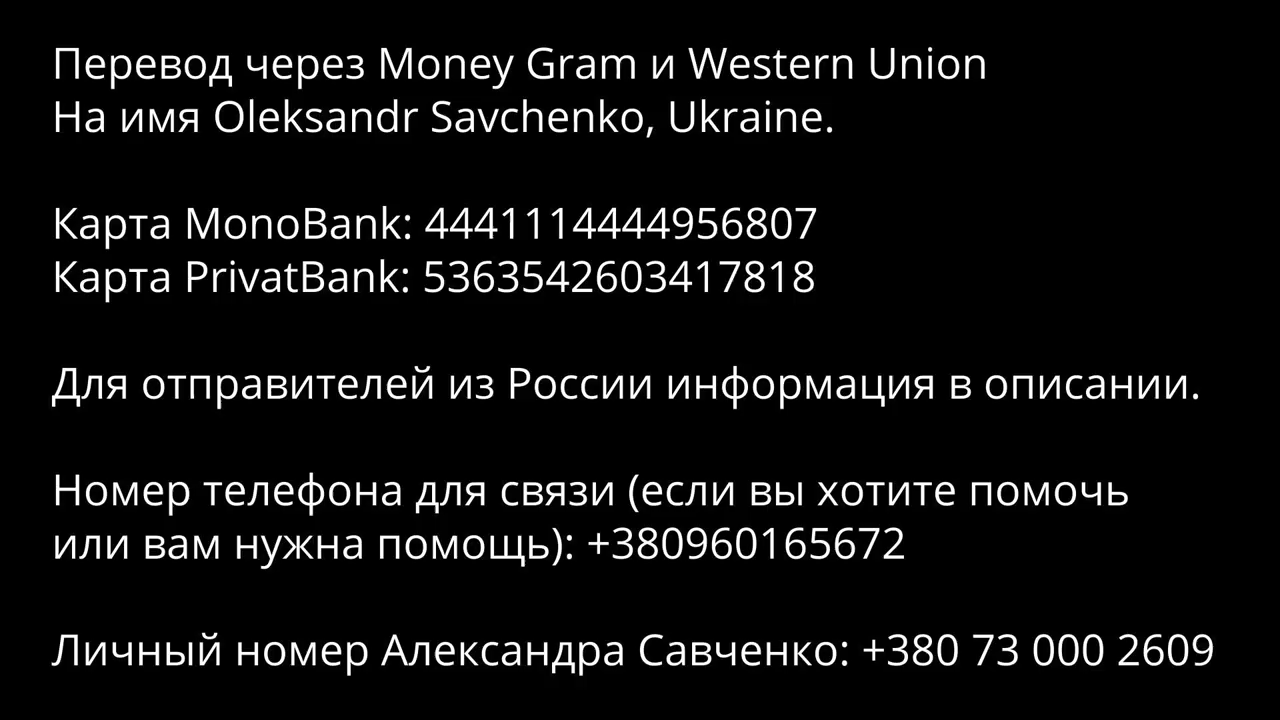 Перевод через Money Gram и Western Union
На имя Oleksandr Savchenko, Ukraine.
Карта MonoBank: 4441114444956807
Карта PrivatBank: 5363542603417818
Для отправителей из России информация в описании.
Номер телефона для связи (если вы хотите помочь
или вам нужна помощь): +380960165672
Личный номер Александра Савченко: +380 73 000 2609